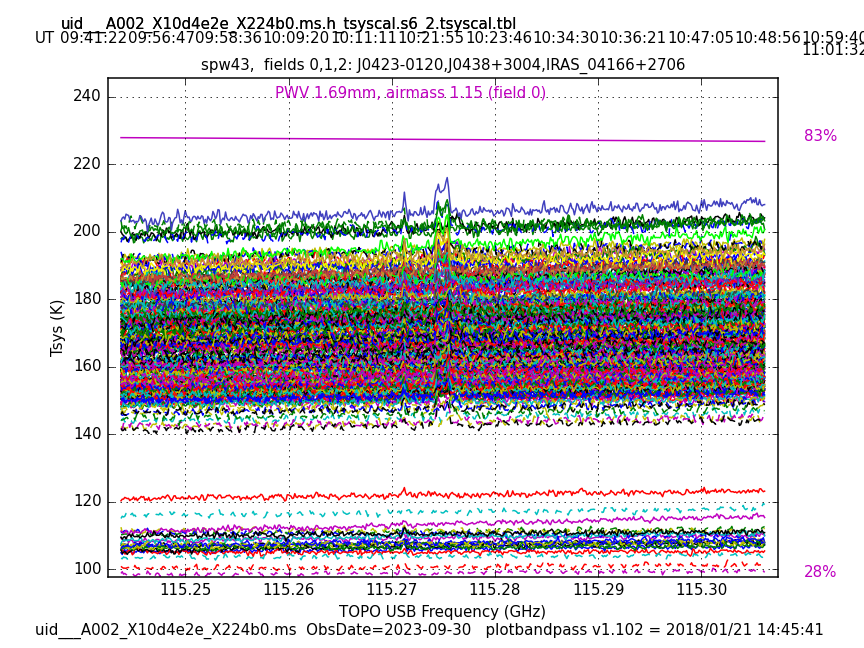 uid___A002_X10d4e2e_X224b0.ms.h_tsyscal.s6_2.tsyscal.tbl
UT 09:41:22 09:56:47 09:58:36 10:09:20 10:11:11 10:21:55 10:23:46 10:34:30 10:36:21 10:47:05 10:48:56 10:59:40
11:01:32
spw43, fields 0,1,2: J0423-0120,J0438+3004,IRAS_04166+2706
PWV 1.69mm, airmass 1.15 (field 0)
240
83%
220
200
180
Tsys (K)
160
140
120
100
28%
115.25 115.26 115.27 115.28 115.29 115.30
TOPO USB Frequency (GHz)
uid___A002_X10d4e2e_X224b0.ms ObsDate=2023-09-30 plotbandpass v1.102 = 2018/01/21 14:45:41